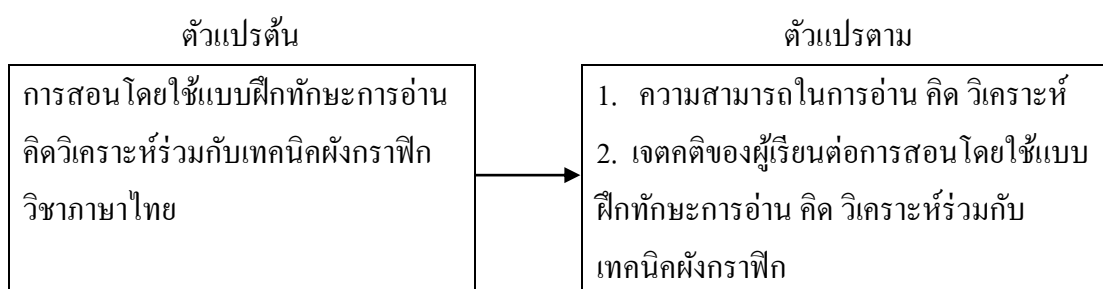 ตัวแปรต้น
ตัวแปรตาม
การสอนโดยใช้แบบฝึกทักษะการอ่าน
คิดวิเคราะห์ร่วมกับเทคนิคผังกราฟิก
วิชาภาษาไทย
1. ความสามารถในการอ่าน คิด วิเคราะห์
2. เจตคติของผู้เรียนต่อการสอนโดยใช้แบบ
ฝึกทักษะการอ่าน คิด วิเคราะห์ร่วมกับ
เทคนิคผังกราฟิก